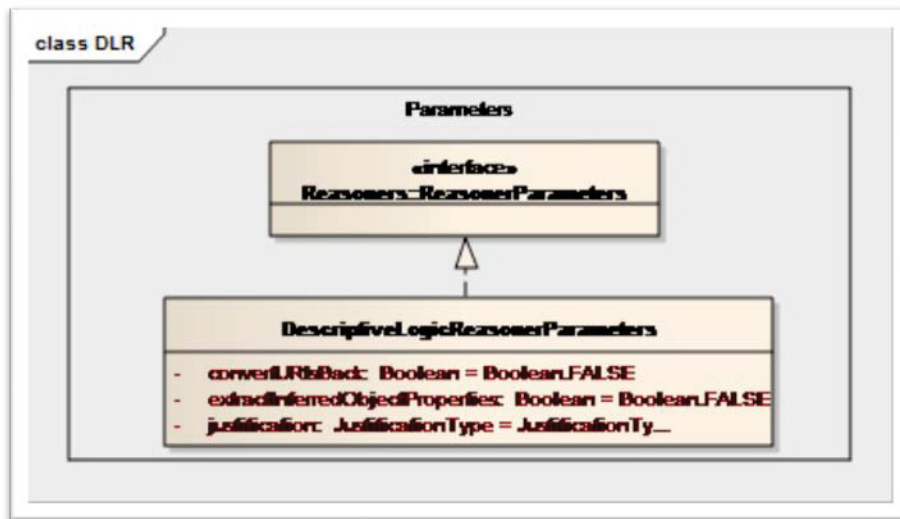 class DLR
Parameters
«interface»
Reasoners::ReasonerParameters
DescriptiveLogicReasonerParameters
- convertURIsBack: Boolean = Boolean.FALSE
- extractInferredObjectProperties: Boolean = Boolean.FALSE
- justification: JustificationType = JustificationTy...